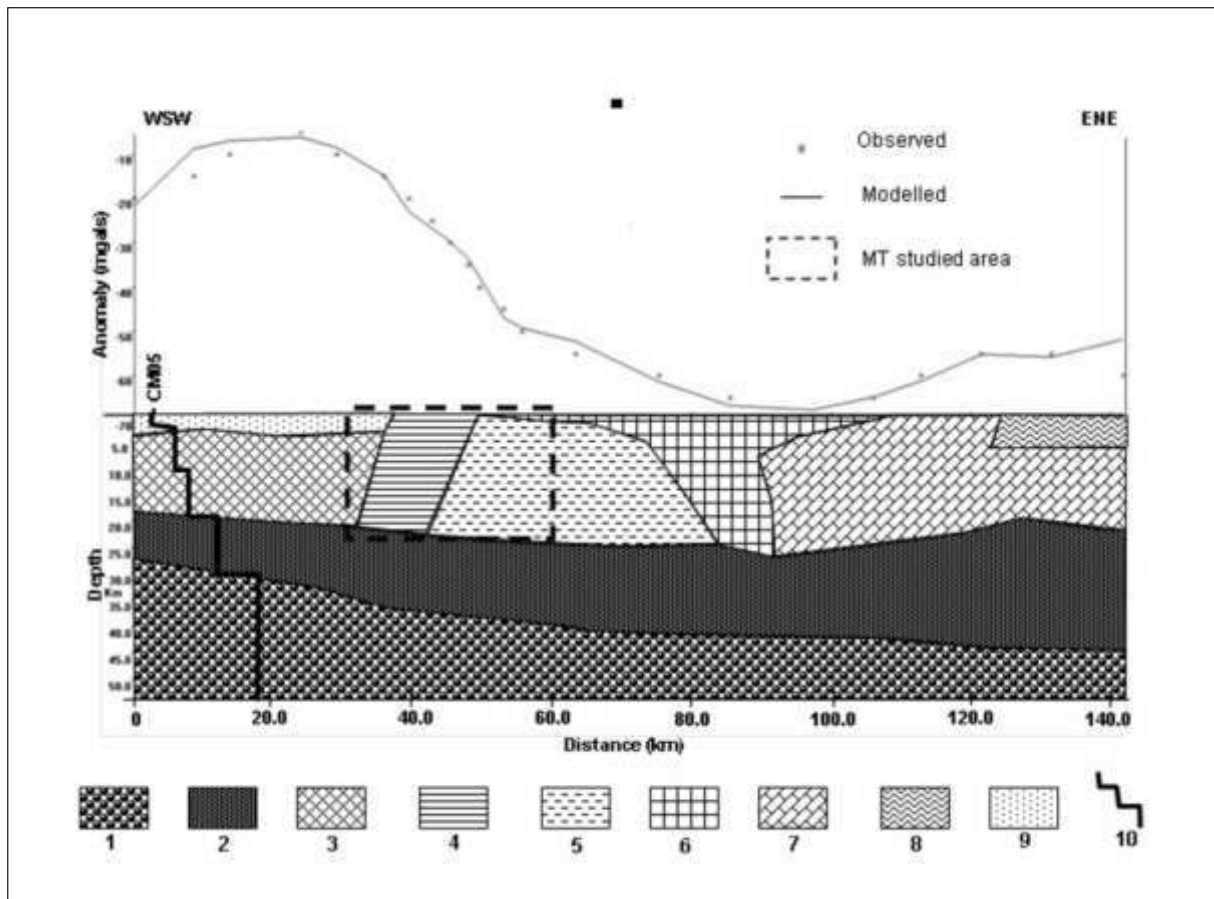 WSW
ENE
Observed
Modelled
MT studied area
Anomaly (mgals)
-10
-20
-30
-40
-50
60
-70
CM05
Depth
Km
5.0
10.0
15.0
20.0
25.0
30.0
35.0
40.0
45.0
50.0
0 20.0 40.0 60.0 80.0 100.0 120.0 140.0
Distance (km)
1 2 3 4 5 6 7 8 9 10